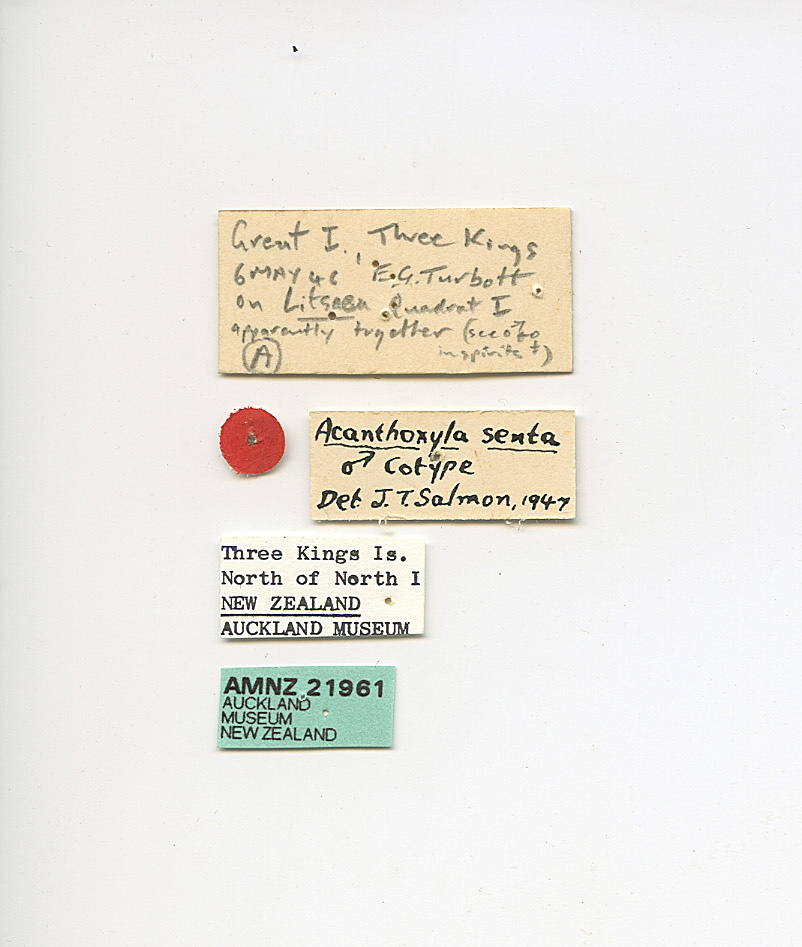 Great I., Three Kings
6 MAY 46 E.G. Turbott
on Litsaea Quadrat I
apparently together (see
in spirits
A
Acanthoxyla senta
♂ Cotype
Det. J.T. Salmon, 1947
Three Kings Is.
North of North I
NEW ZEALAND
AUCKLAND MUSEUM
AMNZ 21961
AUCKLAND
MUSEUM
NEW ZEALAND